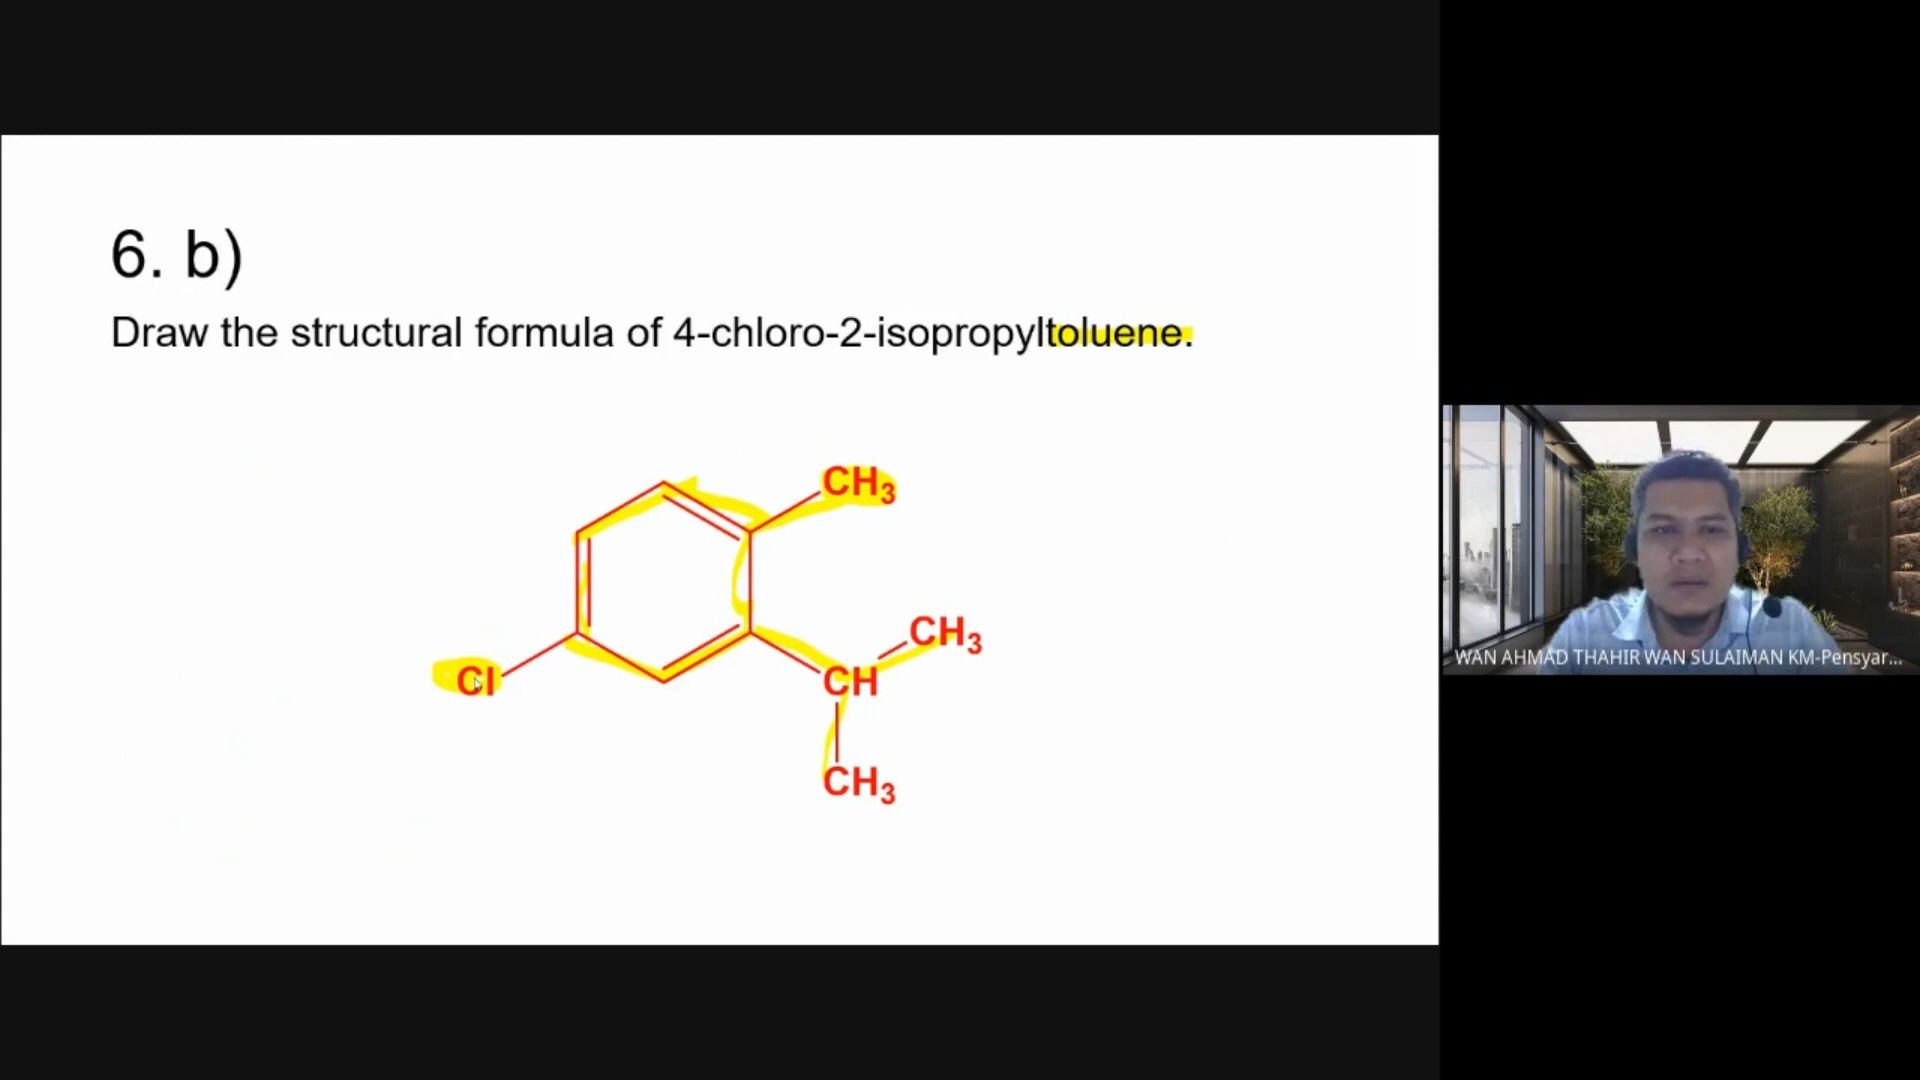 6. b)
Draw the structural formula of 4-chloro-2-isopropyltoluene.
CH₃
CH₃
Cl
CH
CH₃
WAN AHMAD THAHIR WAN SULAIMAN KM-Pensyar...